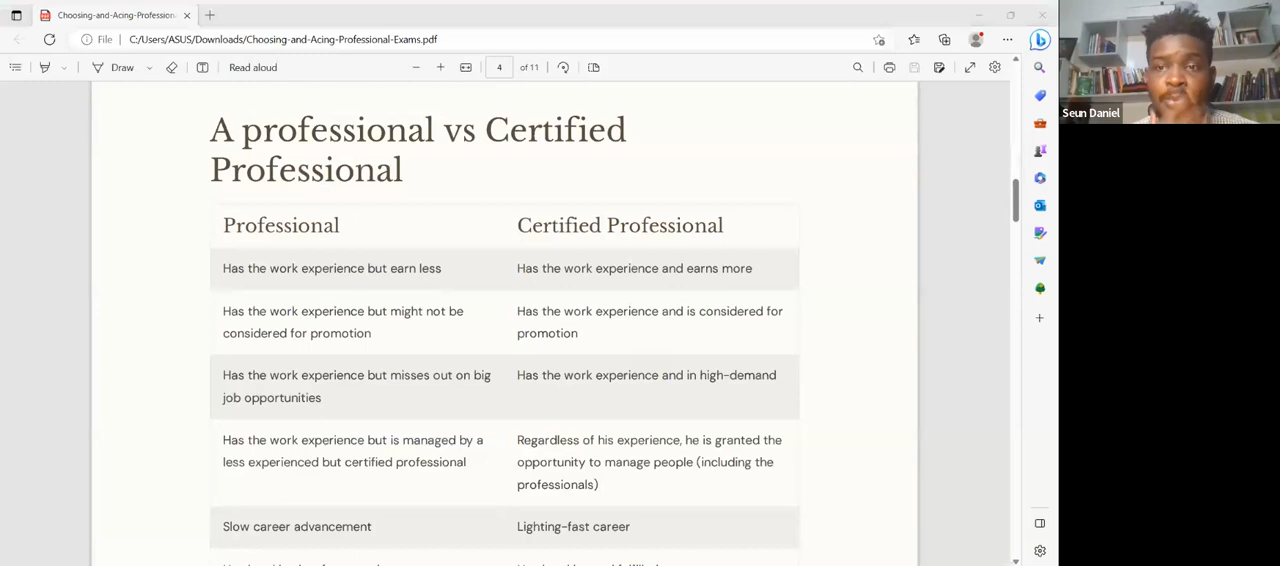 Choosing-and-Acing-Profession
File
C:/Users/ASUS/Downloads/Choosing-and-Acing-Professional-Exams.pdf
Draw
Read aloud
4
of 11
Seun Daniel
A professional vs Certified
Professional
Professional
Certified Professional
Has the work experience but earn less
Has the work experience and earns more
Has the work experience but might not be
considered for promotion
Has the work experience and is considered for
promotion
Has the work experience but misses out on big
job opportunities
Has the work experience and in high-demand
Has the work experience but is managed by a
less experienced but certified professional
Regardless of his experience, he is granted the
opportunity to manage people (including the
professionals)
Slow career advancement
Lighting-fast career